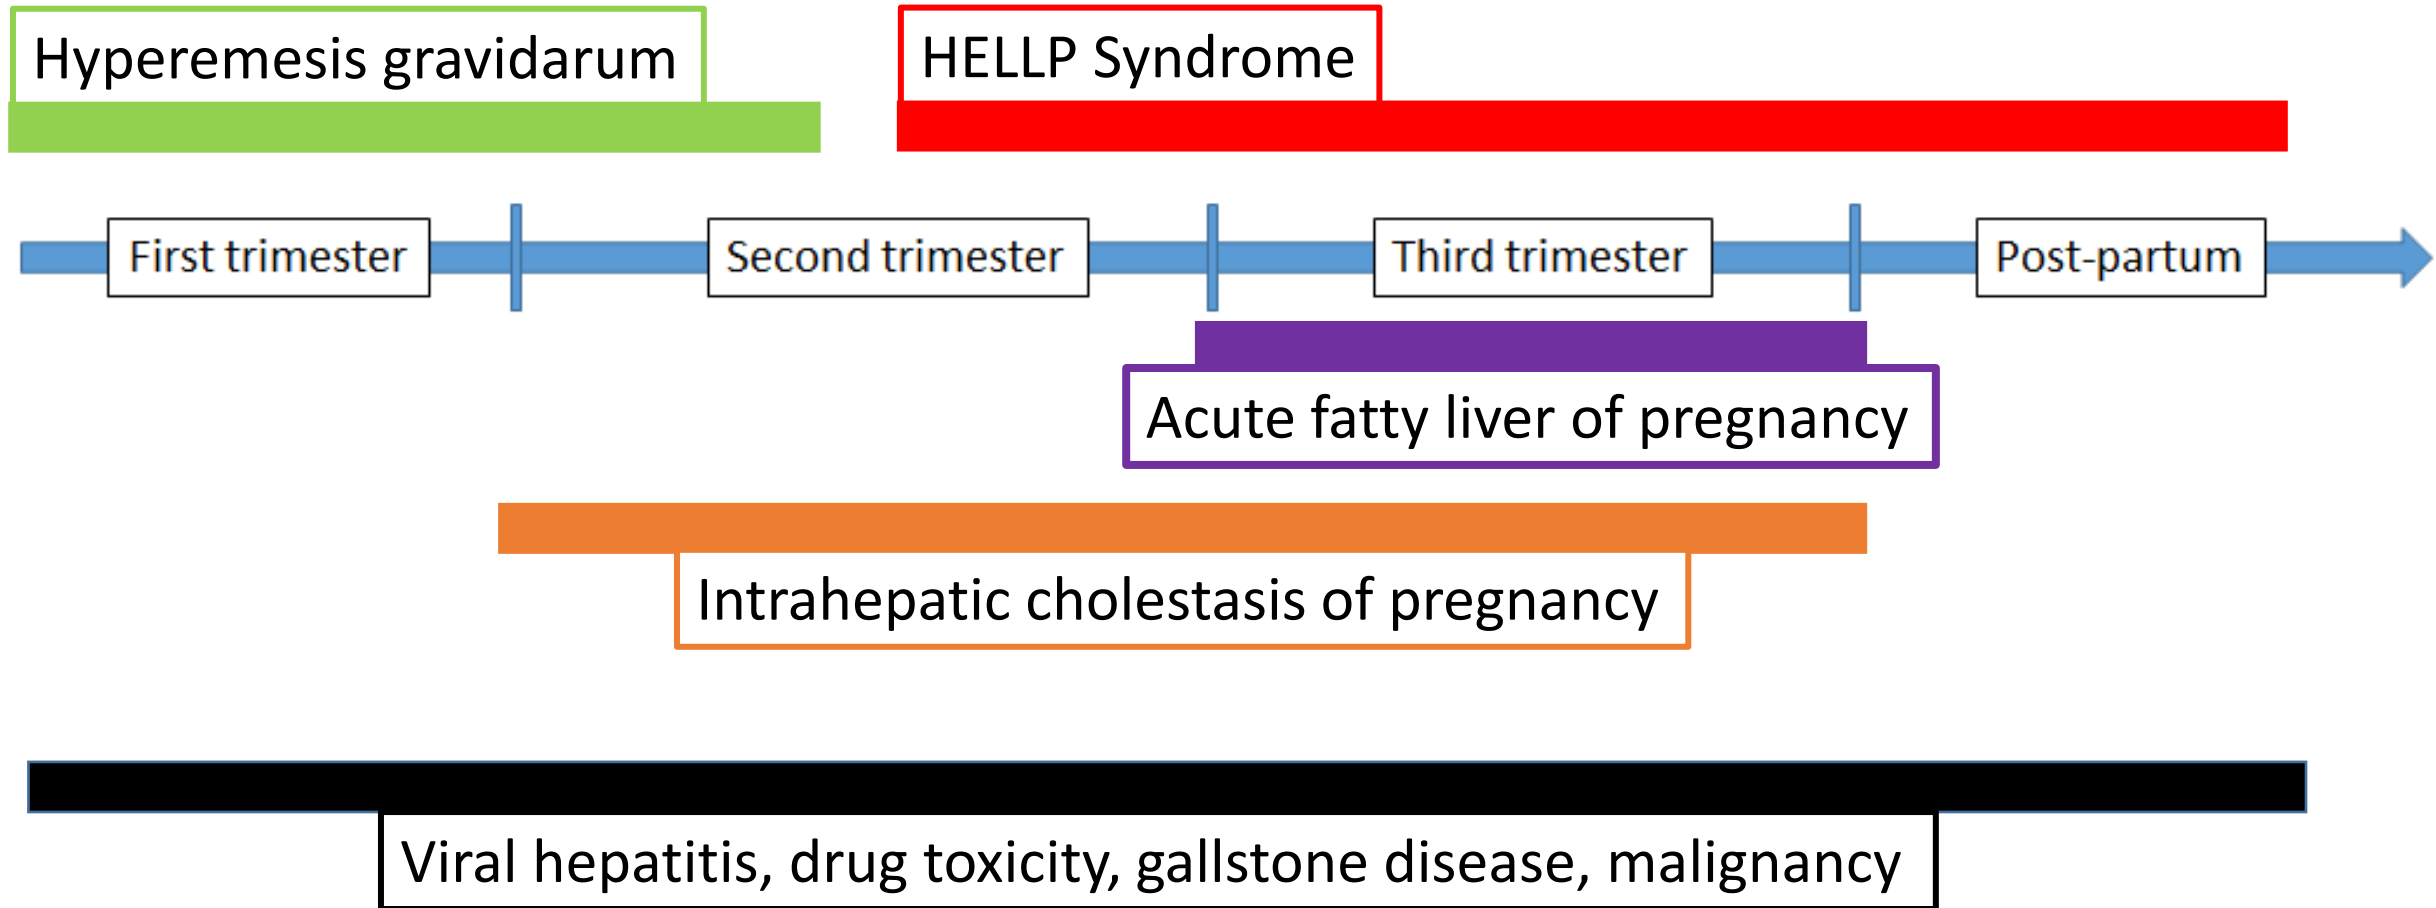 Hyperemesis gravidarum
HELLP Syndrome
First trimester
Second trimester
Third trimester
Post-partum
Acute fatty liver of pregnancy
Intrahepatic cholestasis of pregnancy
Viral hepatitis, drug toxicity, gallstone disease, malignancy